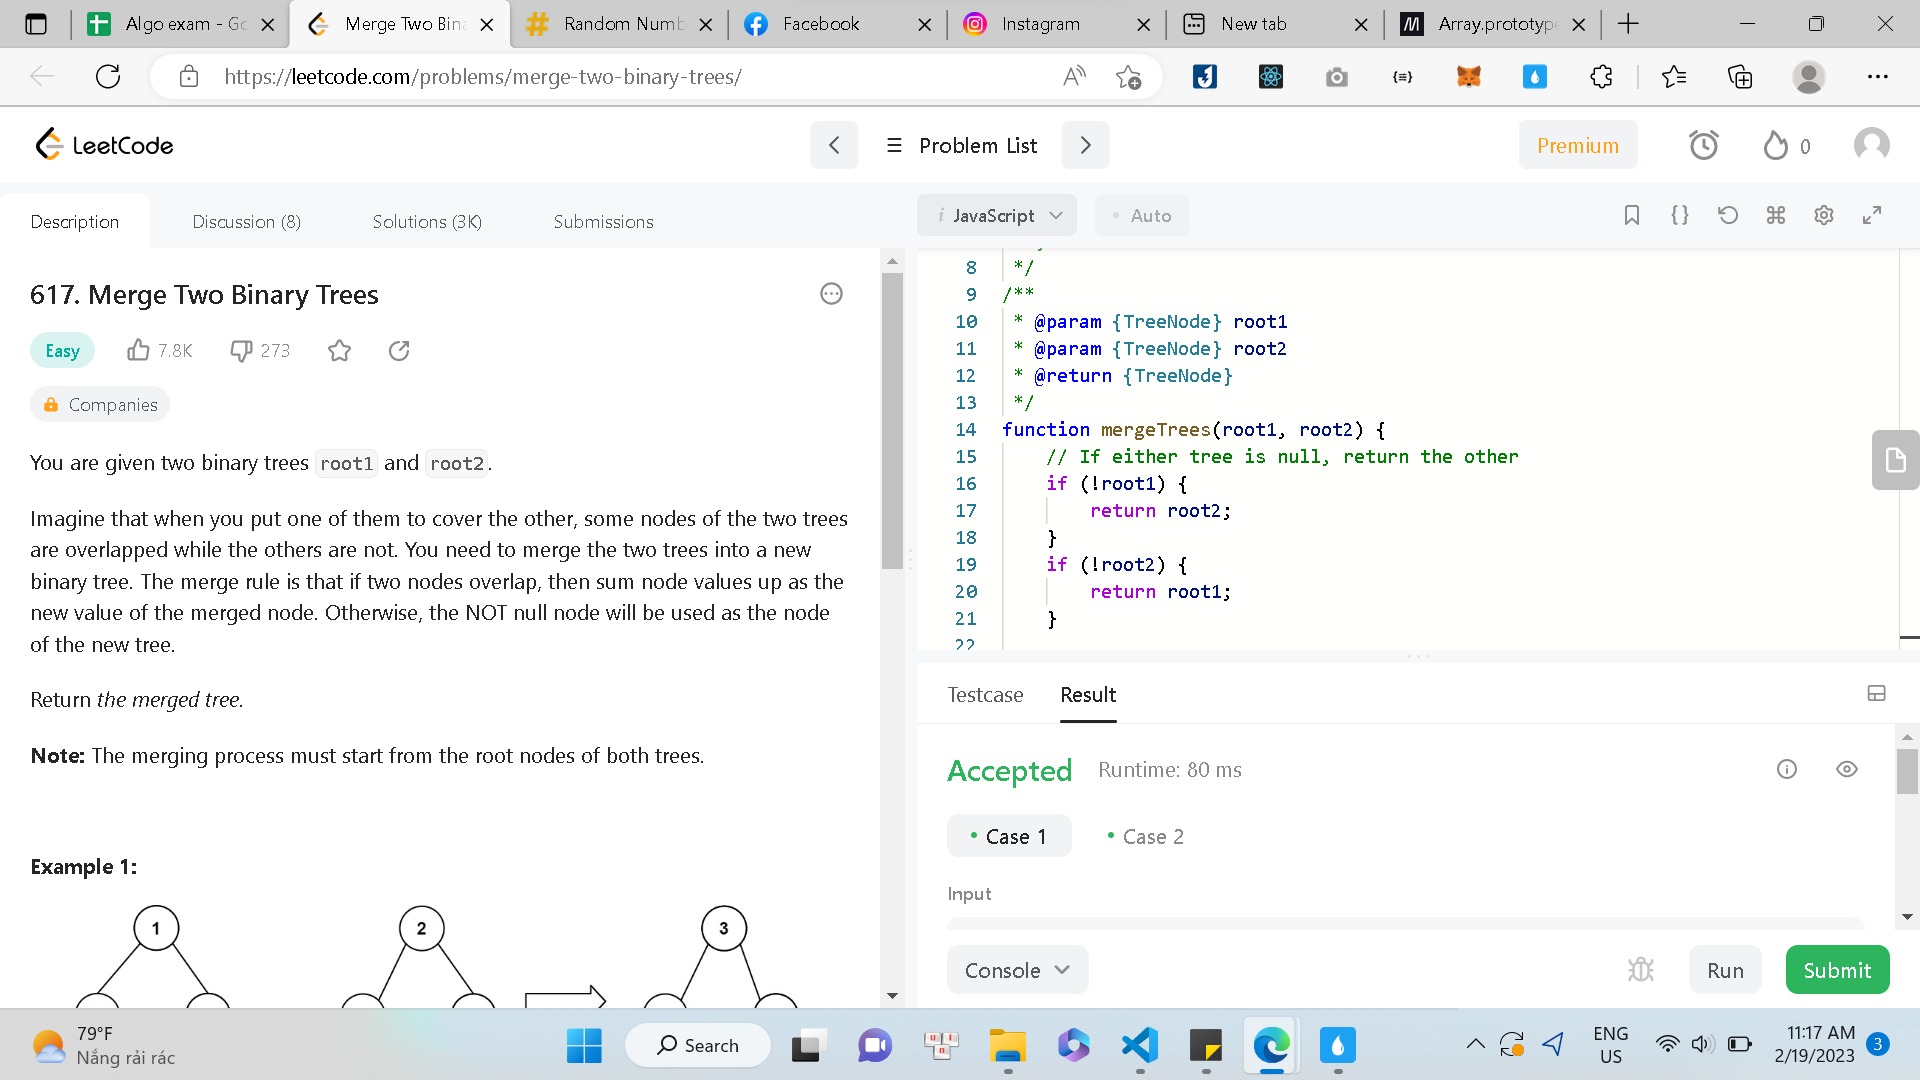 Algo exam - Go
Merge Two Bina
Random Numb
Facebook
Instagram
New tab
Array.prototype
https://leetcode.com/problems/merge-two-binary-trees/
LeetCode
Problem List
Premium
0
Description
Discussion (8)
Solutions (3K)
Submissions
617. Merge Two Binary Trees
Easy
7.8K
273
Companies
You are given two binary trees root1 and root2.
Imagine that when you put one of them to cover the other, some nodes of the two trees
are overlapped while the others are not. You need to merge the two trees into a new
binary tree. The merge rule is that if two nodes overlap, then sum node values up as the
new value of the merged node. Otherwise, the NOT null node will be used as the node
of the new tree.
Return the merged tree.
Note: The merging process must start from the root nodes of both trees.
Example 1:
1
2
3
i JavaScript
• Auto
8 */
9 /**
10 * @param {TreeNode} root1
11 * @param {TreeNode} root2
12 * @return {TreeNode}
13 */
14 function mergeTrees(root1, root2) {
15 // If either tree is null, return the other
16 if (!root1) {
17 return root2;
18 }
19 if (!root2) {
20 return root1;
21 }
22
Testcase
Result
Accepted
Runtime: 80 ms
• Case 1
• Case 2
Input
Console
Run
Submit
79°F
Nắng rải rác
Search
ENG
US
11:17 AM
2/19/2023
3